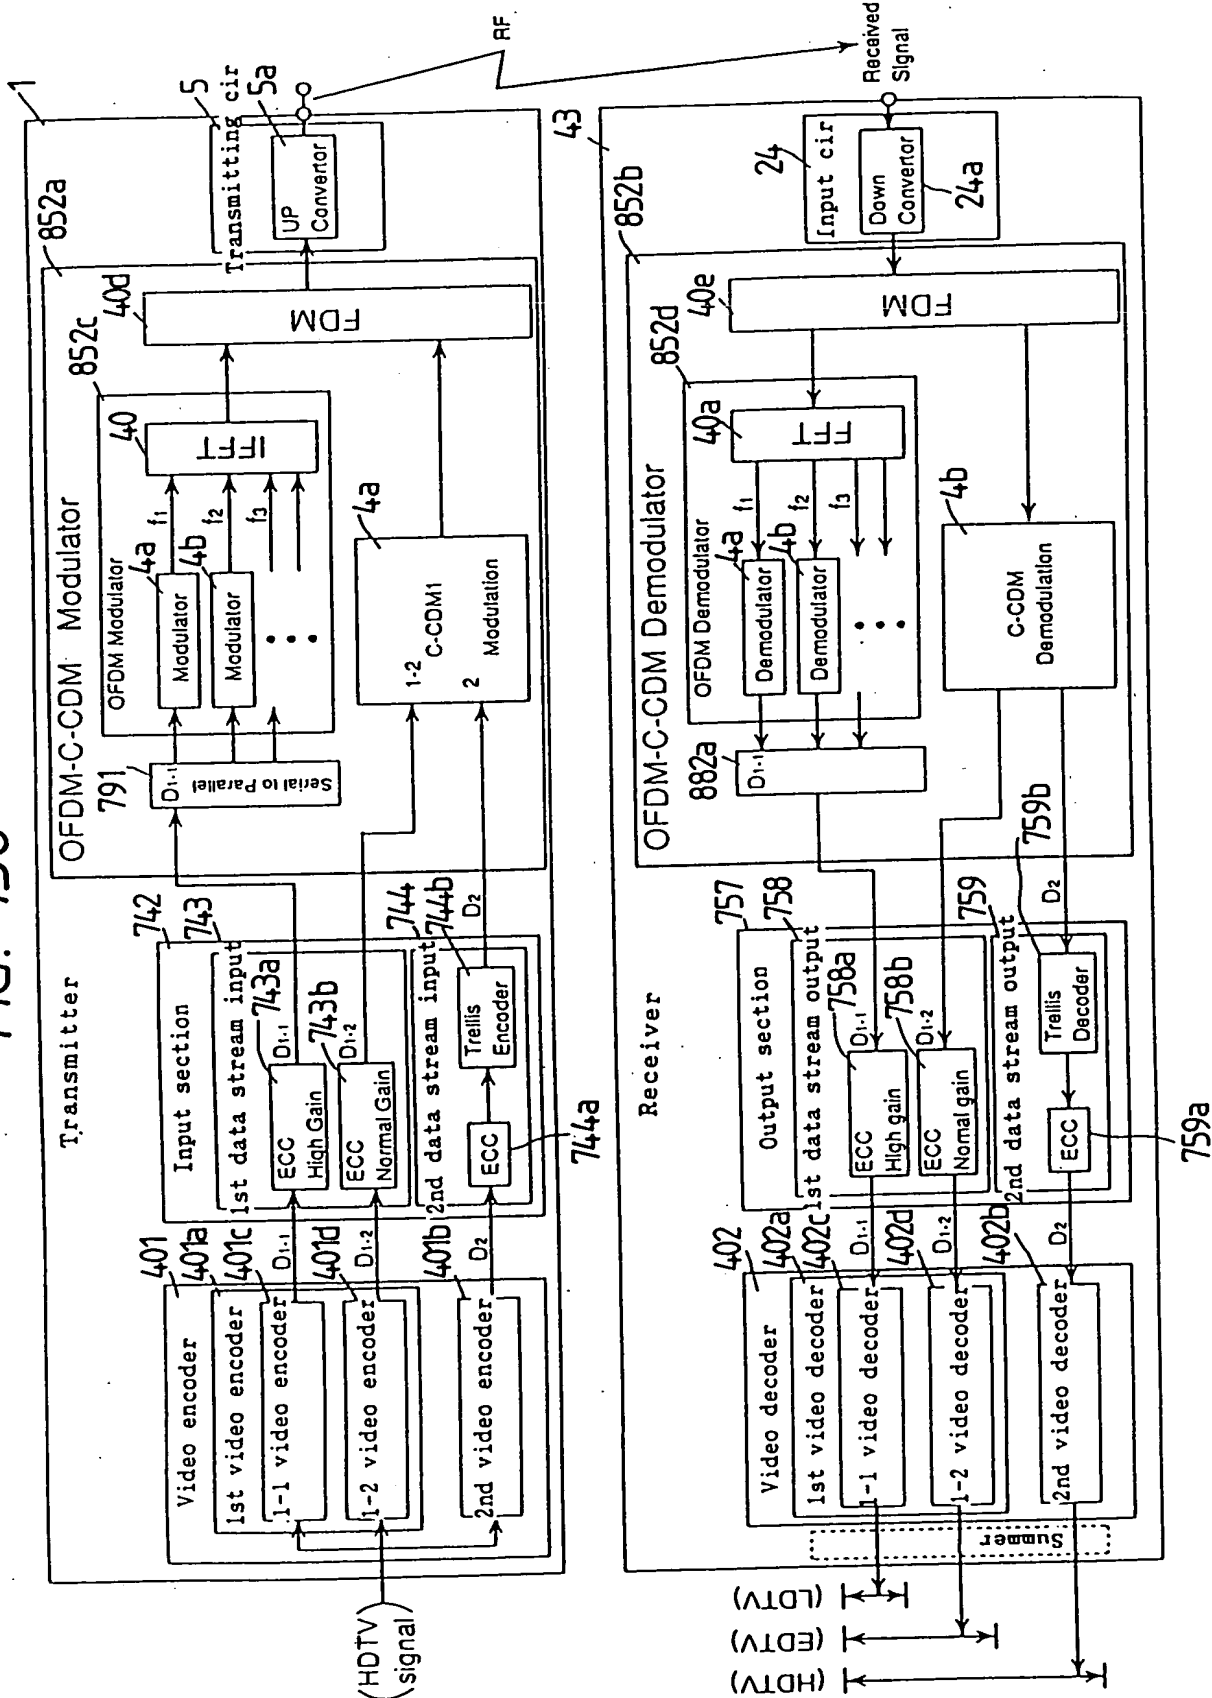 Transmitter
1
Video encoder
401
1st video encoder
401a
1-1 video encoder
401c
1-2 video encoder
401d
2nd video encoder
401b
(HDTV signal)
D1-1
D1-2
D2
Input section
742
1st data stream input
743
ECC
High Gain
743a
D1-1
ECC
Normal Gain
743b
D1-2
2nd data stream input
744
ECC
744a
Trellis
Encoder
744b
D2
OFDM-C-CDM Modulator
852a
791
D1-1
Serial to Parallel
OFDM Modulator
852c
Modulator
4a
Modulator
4b
f1
f2
f3
IFFT
40
1-2
C-CDM1
2
Modulation
4a
FDM
40d
Transmitting cir
5
UP
Convertor
5a
RF
Receiver
43
Received
Signal
Input cir
24
Down
Convertor
24a
OFDM-C-CDM Demodulator
852b
FDM
40e
OFDM Demodulator
852d
FFT
40a
f1
f2
f3
Demodulator
4a
Demodulator
4b
C-CDM
Demodulation
4b
882a
D1-1
Output section
757
1st data stream output
758
ECC
High gain
758a
D1-1
ECC
Normal gain
758b
D1-2
2nd data stream output
759
Trellis
Decoder
759b
D2
ECC
759a
D1-1
D1-2
D2
Video decoder
402
1st video decoder
402a
1-1 video decoder
402c
1-2 video decoder
402d
2nd video decoder
402b
Summer
(LDTV)
(EDTV)
(HDTV)